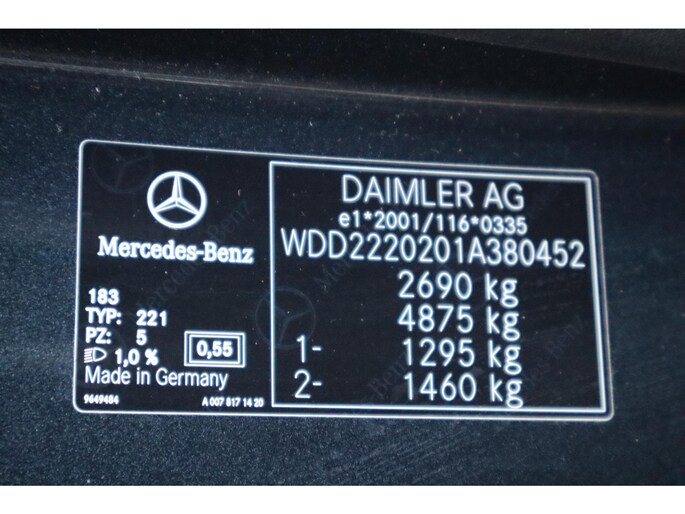 Mercedes-Benz
183
TYP: 221
PZ: 5
1,0 %
0,55
Made in Germany
9649484
A 007 817 14 20
DAIMLER AG
e1*2001/116*0335
WDD2220201A380452
2690 kg
4875 kg
1- 1295 kg
2- 1460 kg